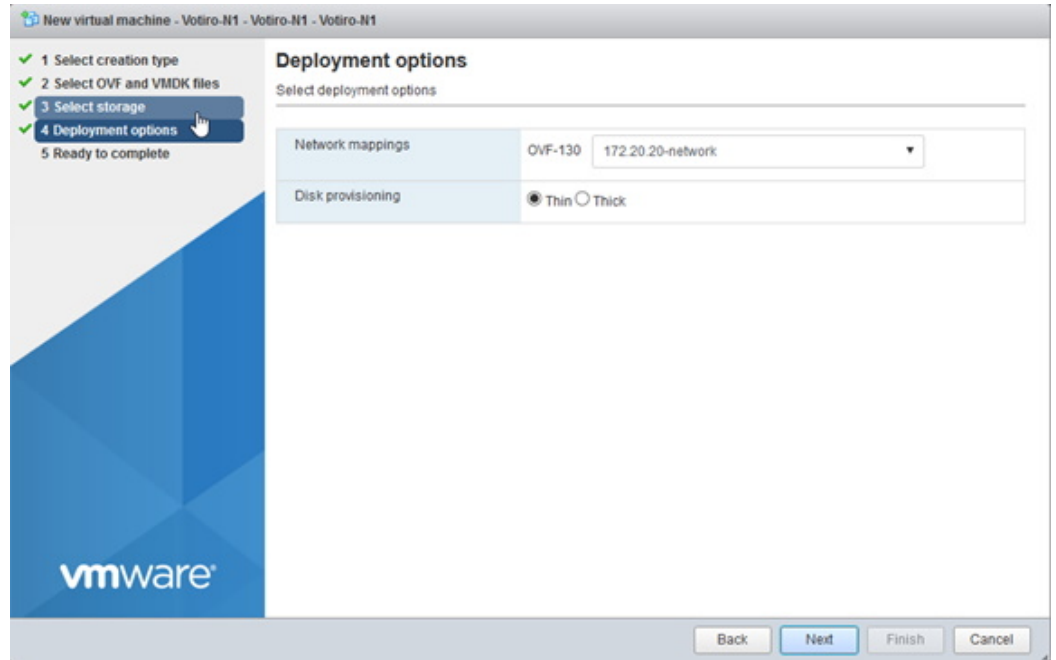 New virtual machine - Votiro-N1 - Votiro-N1 - Votiro-N1
1 Select creation type
2 Select OVF and VMDK files
3 Select storage
4 Deployment options
5 Ready to complete
Deployment options
Select deployment options
Network mappings
OVF-130 172.20.20-network
Disk provisioning
Thin Thick
vmware®
Back Next Finish Cancel